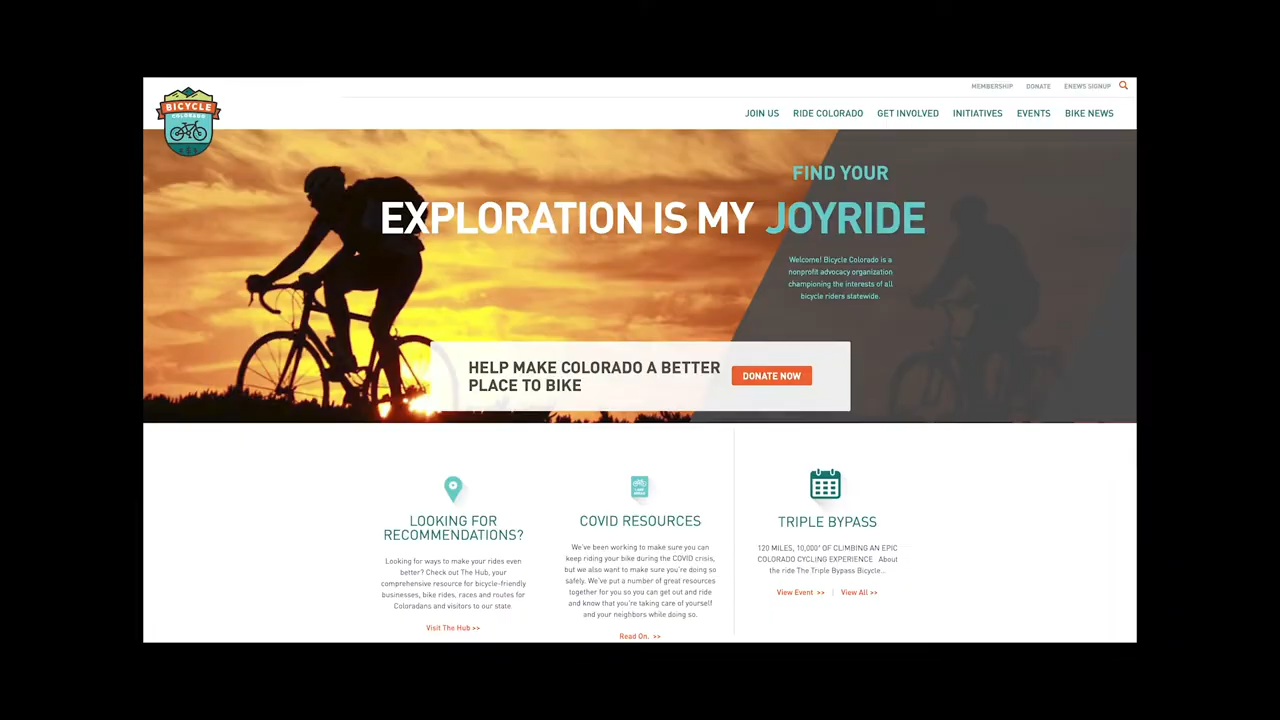 MEMBERSHIP DONATE ENEWS SIGNUP
BICYCLE
COLORADO
JOIN US RIDE COLORADO GET INVOLVED INITIATIVES EVENTS BIKE NEWS
FIND YOUR
EXPLORATION IS MY JOYRIDE
Welcome! Bicycle Colorado is a
nonprofit advocacy organization
championing the interests of all
bicycle riders statewide.
HELP MAKE COLORADO A BETTER
PLACE TO BIKE
DONATE NOW
LOOKING FOR
RECOMMENDATIONS?
Looking for ways to make your rides even
better? Check out The Hub, your
comprehensive resource for bicycle-friendly
businesses, bike rides, races and routes for
Coloradans and visitors to our state.
Visit The Hub >>
COVID RESOURCES
We've been working to make sure you can
keep riding your bike during the COVID crisis,
but we also want to make sure you're doing so
safely. We've put a number of great resources
together for you so you can get out and ride
and know that you're taking care of yourself
and your neighbors while doing so.
Read On. >>
TRIPLE BYPASS
120 MILES, 10,000' OF CLIMBING AN EPIC
COLORADO CYCLING EXPERIENCE About
the ride The Triple Bypass Bicycle...
View Event >> | View All >>